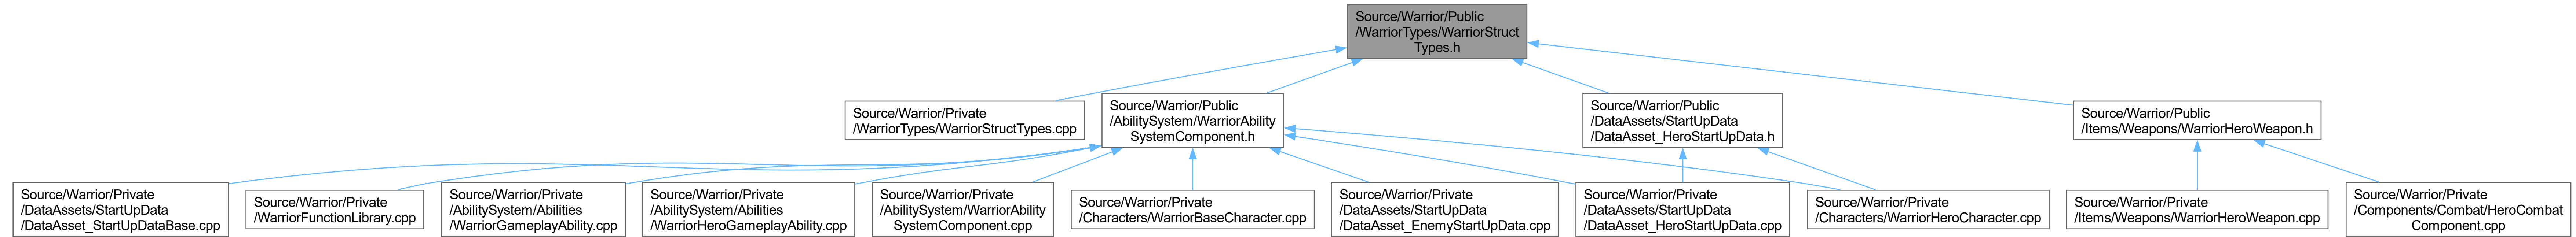 Source/Warrior/Public
/WarriorTypes/WarriorStruct
Types.h
Source/Warrior/Private
/WarriorTypes/WarriorStructTypes.cpp
Source/Warrior/Public
/AbilitySystem/WarriorAbility
SystemComponent.h
Source/Warrior/Public
/DataAssets/StartUpData
/DataAsset_HeroStartUpData.h
Source/Warrior/Public
/Items/Weapons/WarriorHeroWeapon.h
Source/Warrior/Private
/DataAssets/StartUpData
/DataAsset_StartUpDataBase.cpp
Source/Warrior/Private
/WarriorFunctionLibrary.cpp
Source/Warrior/Private
/AbilitySystem/Abilities
/WarriorGameplayAbility.cpp
Source/Warrior/Private
/AbilitySystem/Abilities
/WarriorHeroGameplayAbility.cpp
Source/Warrior/Private
/AbilitySystem/WarriorAbility
SystemComponent.cpp
Source/Warrior/Private
/Characters/WarriorBaseCharacter.cpp
Source/Warrior/Private
/DataAssets/StartUpData
/DataAsset_EnemyStartUpData.cpp
Source/Warrior/Private
/DataAssets/StartUpData
/DataAsset_HeroStartUpData.cpp
Source/Warrior/Private
/Characters/WarriorHeroCharacter.cpp
Source/Warrior/Private
/Items/Weapons/WarriorHeroWeapon.cpp
Source/Warrior/Private
/Components/Combat/HeroCombat
Component.cpp